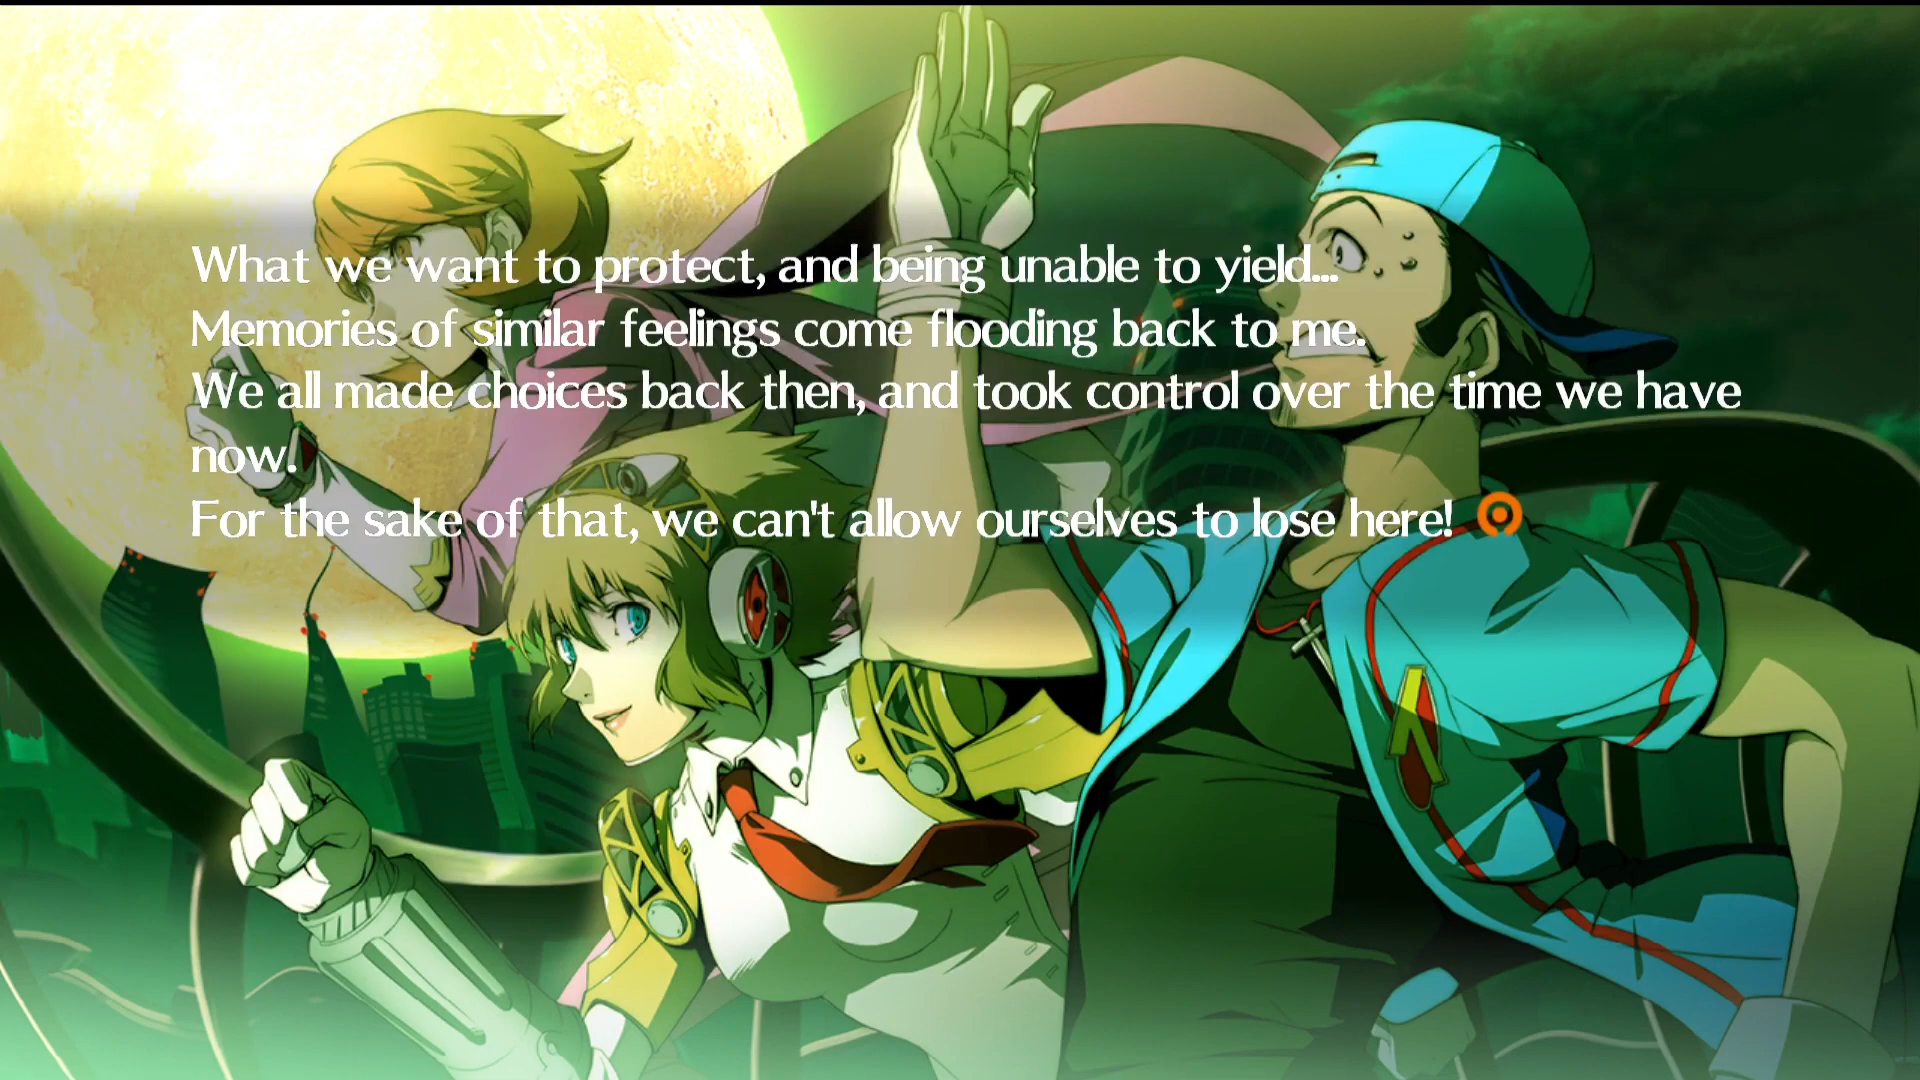 What we want to protect, and being unable to yield...
Memories of similar feelings come flooding back to me.
We all made choices back then, and took control over the time we have
now.
For the sake of that, we can't allow ourselves to lose here!